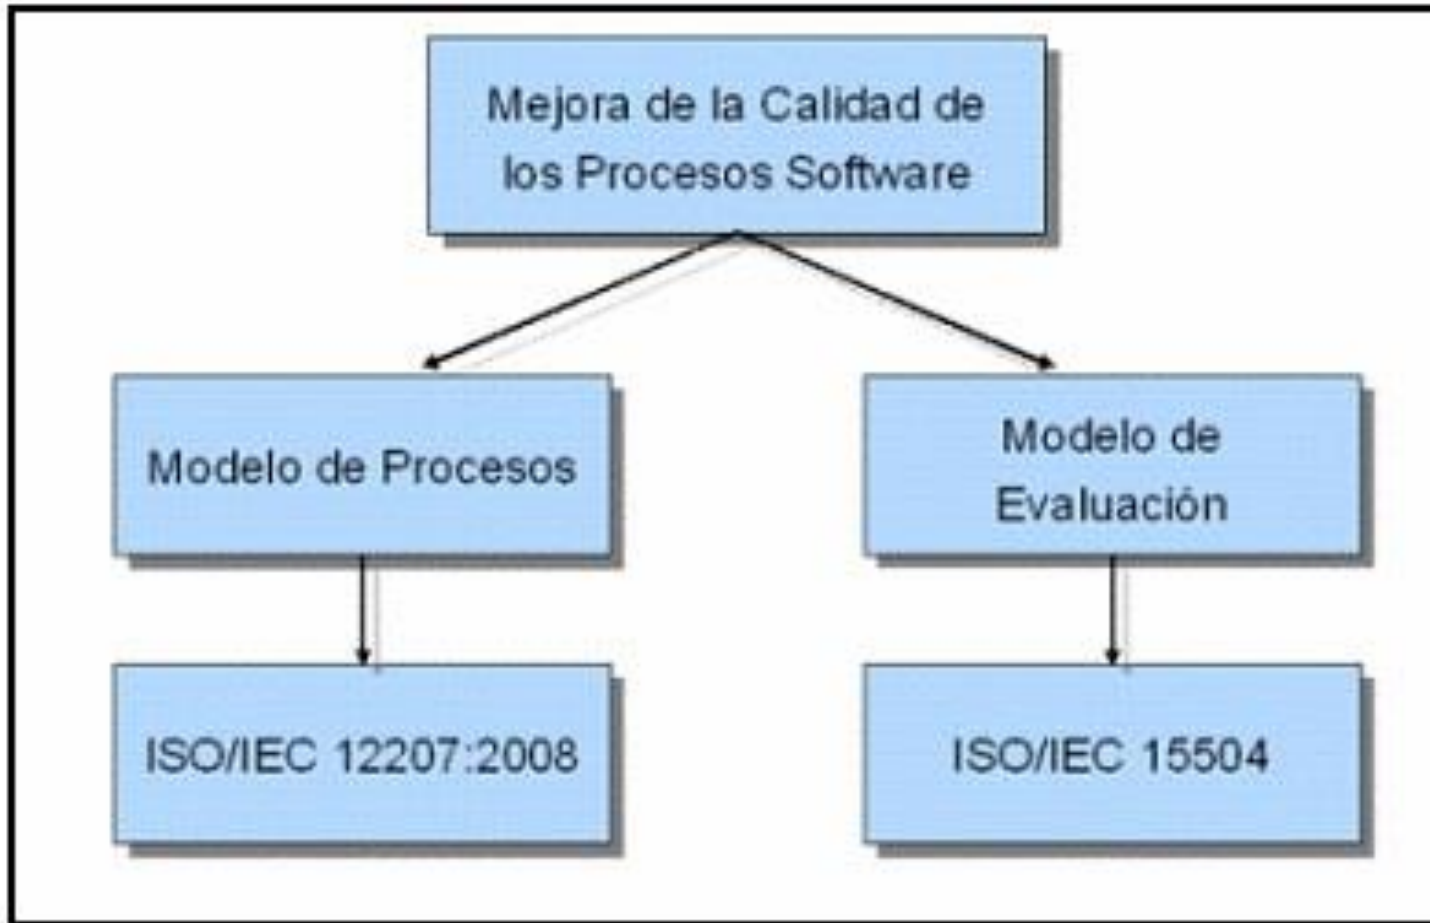 Mejora de la Calidad de
los Procesos Software
Modelo de Procesos
Modelo de
Evaluación
ISO/IEC 12207:2008
ISO/IEC 15504